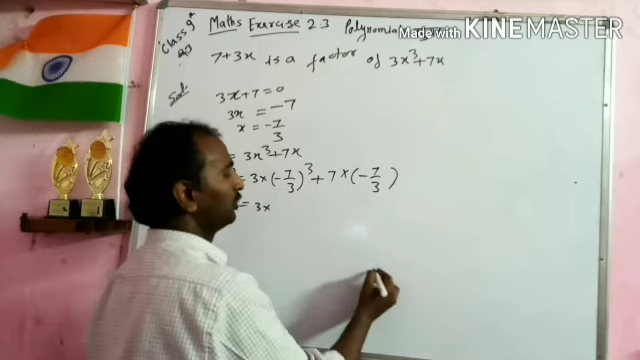 Made with KINEMASTER
Class 9th Maths Exercise 2.3
Q3 7+3x is a factor of 3x³+7x
Sol: 3x+7=0
3x = -7
x = -7/3
= 3x³+7x
= 3×(-7/3)³+7×(-7/3)
= 3×